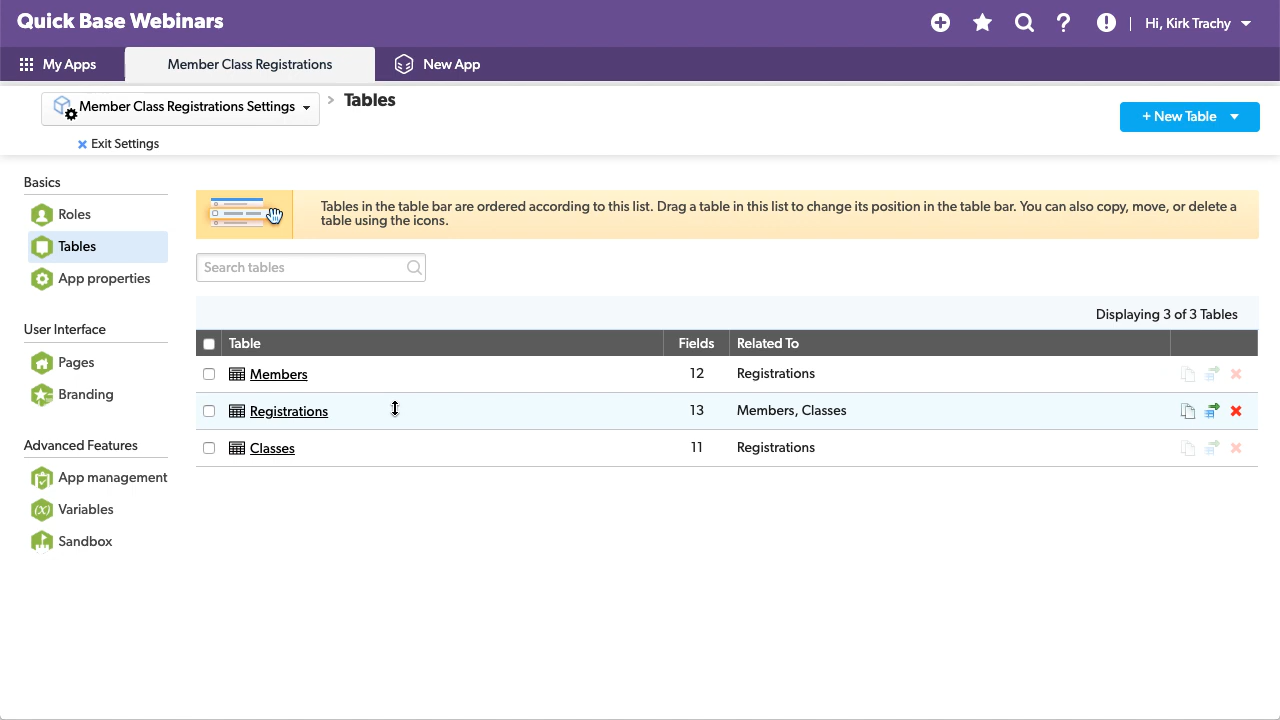 Quick Base Webinars
Hi, Kirk Trachy
My Apps
Member Class Registrations
New App
Member Class Registrations Settings
> Tables
+ New Table
Exit Settings
Basics
Roles
Tables
App properties
User Interface
Pages
Branding
Advanced Features
App management
Variables
Sandbox
Tables in the table bar are ordered according to this list. Drag a table in this list to change its position in the table bar. You can also copy, move, or delete a
table using the icons.
Search tables
Displaying 3 of 3 Tables
Table Fields Related To
Members 12 Registrations
Registrations 13 Members, Classes
Classes 11 Registrations